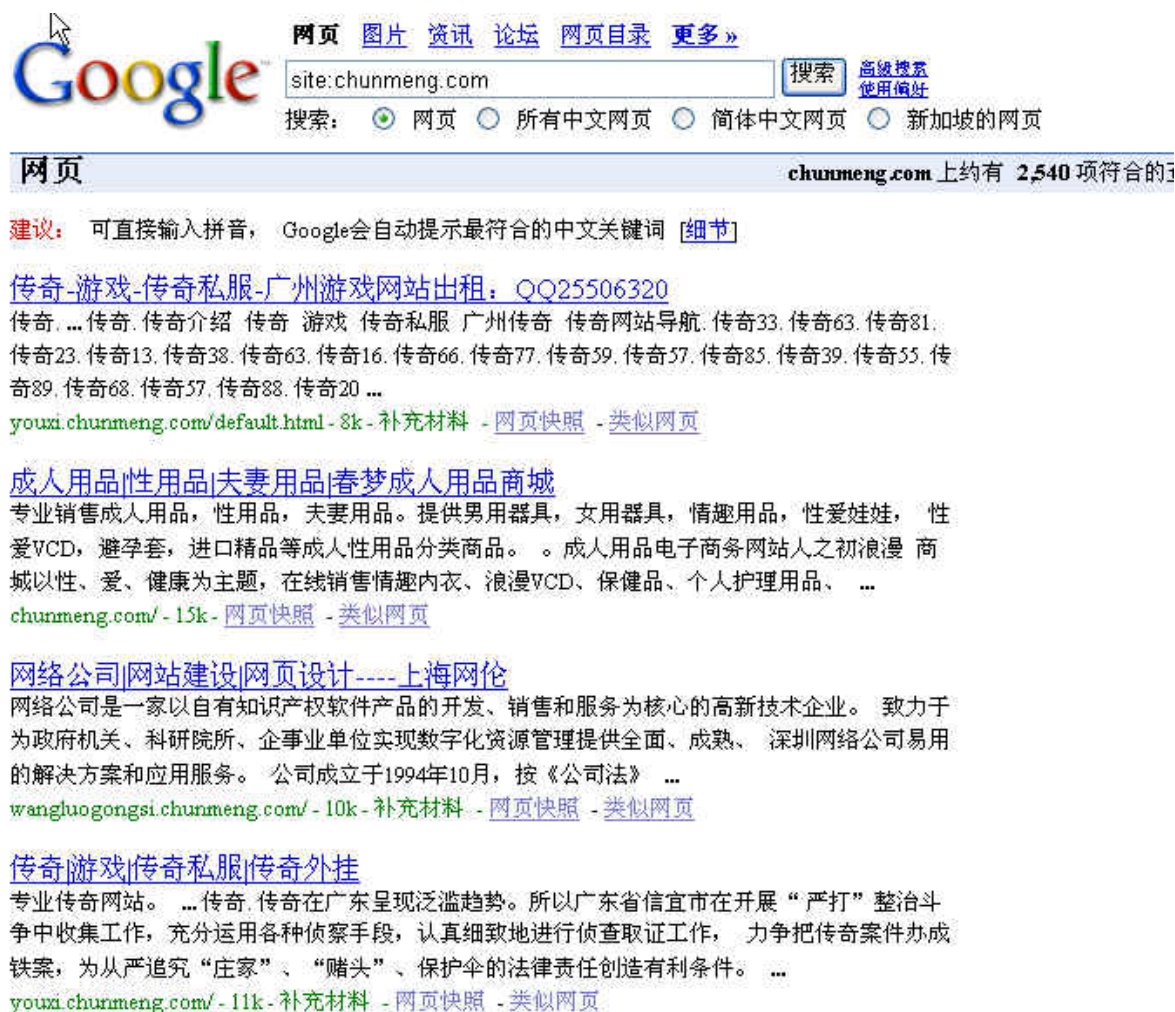 网页 图片 资讯 论坛 网页目录 更多 »
Google™
site:chunmeng.com 搜索 高级搜索
使用偏好
搜索： 网页 所有中文网页 简体中文网页 新加坡的网页
网页 chunmeng.com 上约有 2,540 项符合的
建议： 可直接输入拼音， Google会自动提示最符合的中文关键词 [细节]
传奇-游戏-传奇私服-广州游戏网站出租：QQ25506320
传奇. ... 传奇. 传奇介绍 传奇 游戏 传奇私服 广州传奇 传奇网站导航. 传奇33. 传奇63. 传奇81.
传奇23. 传奇13. 传奇38. 传奇63. 传奇16. 传奇66. 传奇77. 传奇59. 传奇57. 传奇85. 传奇39. 传奇55. 传
奇89. 传奇68. 传奇57. 传奇88. 传奇20 ...
youxi.chunmeng.com/default.html - 8k - 补充材料 - 网页快照 - 类似网页
成人用品|性用品|夫妻用品|春梦成人用品商城
专业销售成人用品，性用品，夫妻用品。提供男用器具，女用器具，情趣用品，性爱娃娃， 性
爱VCD，避孕套，进口精品等成人性用品分类商品。 。成人用品电子商务网站人之初浪漫 商
城以性、爱、健康为主题，在线销售情趣内衣、浪漫VCD、保健品、个人护理用品、 ...
chunmeng.com/ - 15k - 网页快照 - 类似网页
网络公司|网站建设|网页设计----上海网伦
网络公司是一家以自有知识产权软件产品的开发、销售和服务为核心的高新技术企业。 致力于
为政府机关、科研院所、企事业单位实现数字化资源管理提供全面、成熟、 深圳网络公司易用
的解决方案和应用服务。 公司成立于1994年10月，按《公司法》 ...
wangluogongsi.chunmeng.com/ - 10k - 补充材料 - 网页快照 - 类似网页
传奇|游戏|传奇私服|传奇外挂
专业传奇网站。 ... 传奇. 传奇在广东呈现泛滥趋势。所以广东省信宜市在开展“严打”整治斗
争中收集工作，充分运用各种侦察手段，认真细致地进行侦查取证工作， 力争把传奇案件办成
铁案，为从严追究“庄家”、“赌头”、保护伞的法律责任创造有利条件。 ...
youxi.chunmeng.com/ - 11k - 补充材料 - 网页快照 - 类似网页